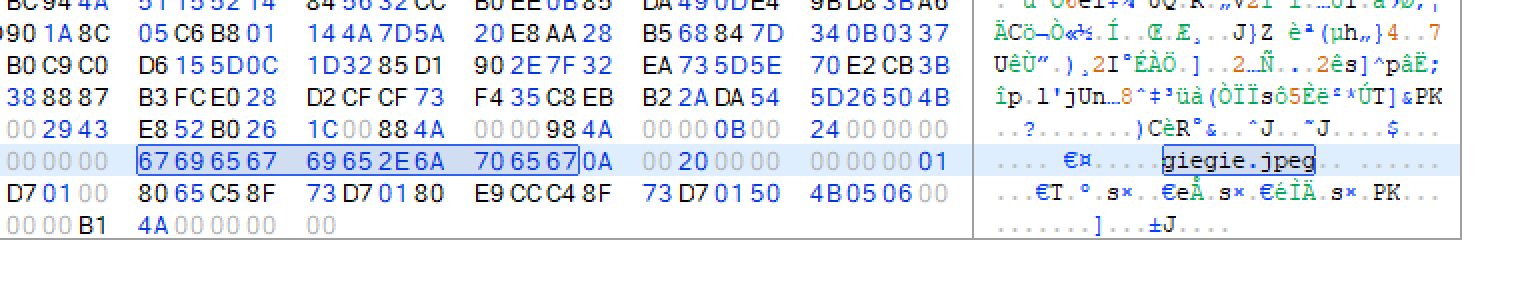 90 1A 8C 05 C6 B8 01 14 4A 7D 5A 20 E8 AA 28 B5 68 84 7D 34 0B 03 37 ÄCö¬Ò«½.Í..Œ.Æ¸..J}Z èª(µh„}4..7
B0 C9 C0 D6 15 5D 0C 1D 32 85 D1 90 2E 7F 32 EA 73 5D 5E 70 E2 CB 3B UêÙ”.)¸2I°ÉÀÖ.]..2…Ñ...2ês]^pâË;
38 88 87 B3 FC E0 28 D2 CF CF 73 F4 35 C8 EB B2 2A DA 54 5D 26 50 4B îp.l'jUn…8ˆ‡³üà(ÒÏÏsô5Èë²*ÚT]&PK
00 29 43 E8 52 B0 26 1C 00 88 4A 00 00 98 4A 00 00 0B 00 24 00 00 00 ..?......)CèR°&..ˆJ..˜J....$...
00 00 00 67 69 65 67 69 65 2E 6A 70 65 67 0A 00 20 00 00 00 00 00 01 .... €¤.....giegie.jpeg.. ......
D7 01 00 80 65 C5 8F 73 D7 01 80 E9 CC C4 8F 73 D7 01 50 4B 05 06 00 ...€T.°.s×..€eÅ.s×.€éÌÄ.s×.PK...
00 00 B1 4A 00 00 00 00 .......]...±J....